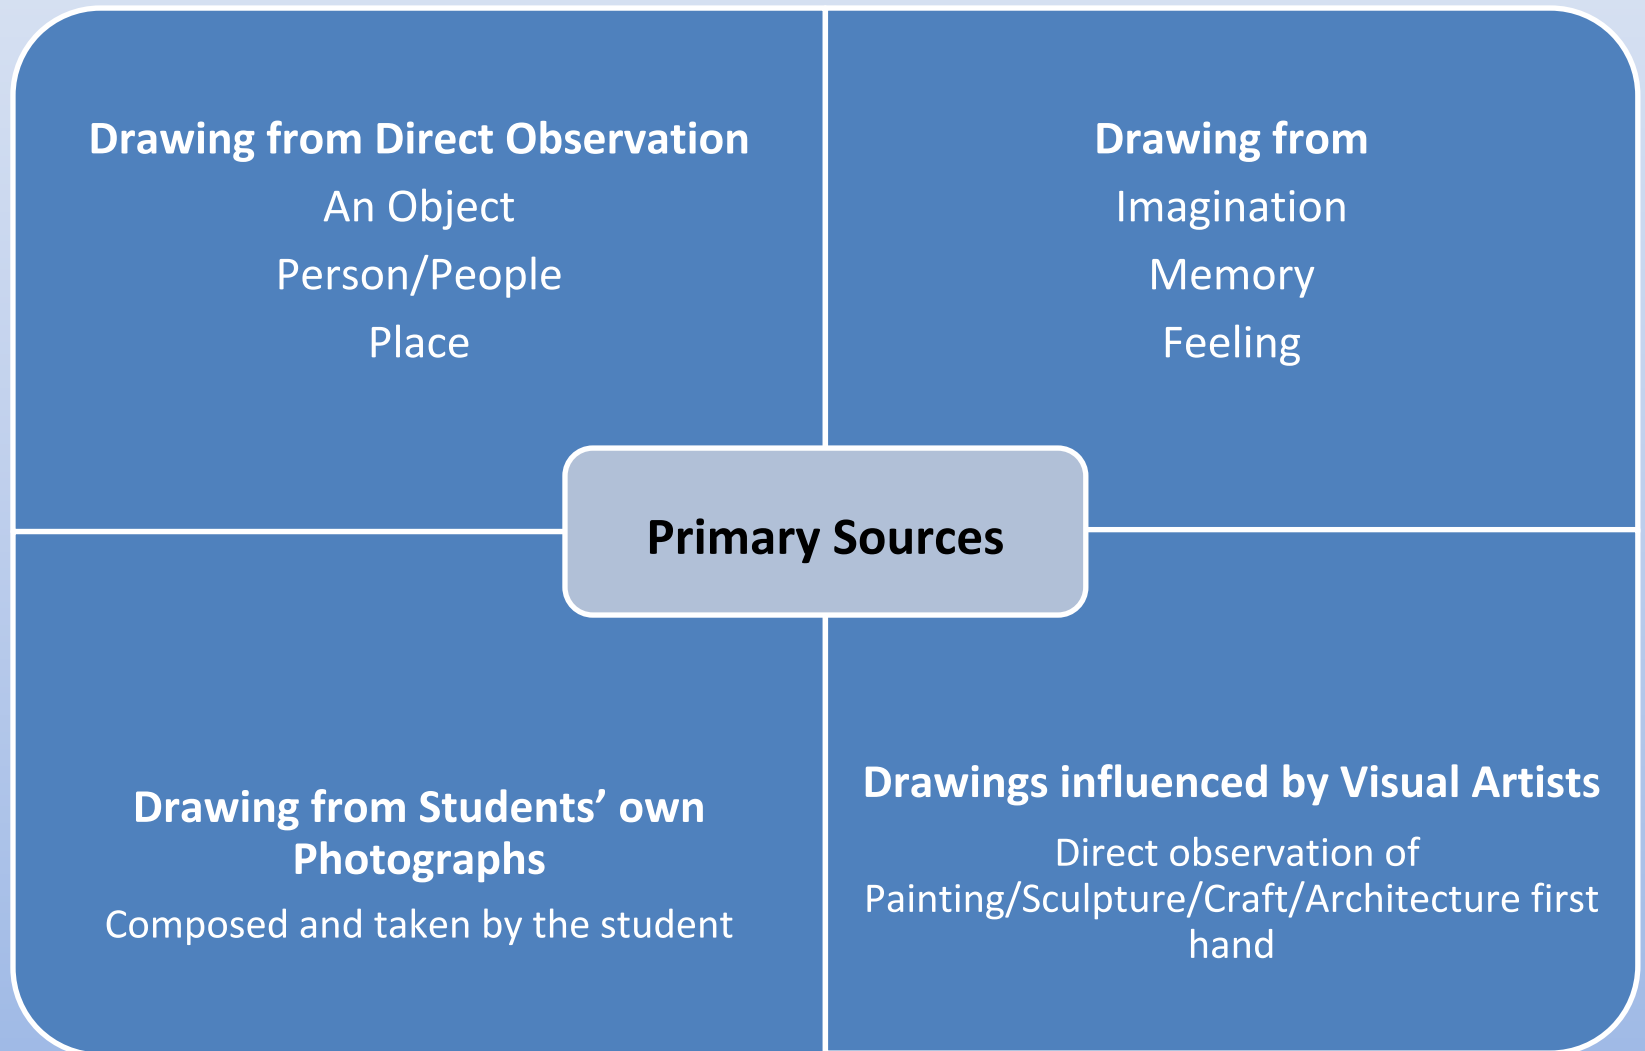 Drawing from Direct Observation
An Object
Person/People
Place
Drawing from
Imagination
Memory
Feeling
Primary Sources
Drawing from Students’ own
Photographs
Composed and taken by the student
Drawings influenced by Visual Artists
Direct observation of
Painting/Sculpture/Craft/Architecture first
hand